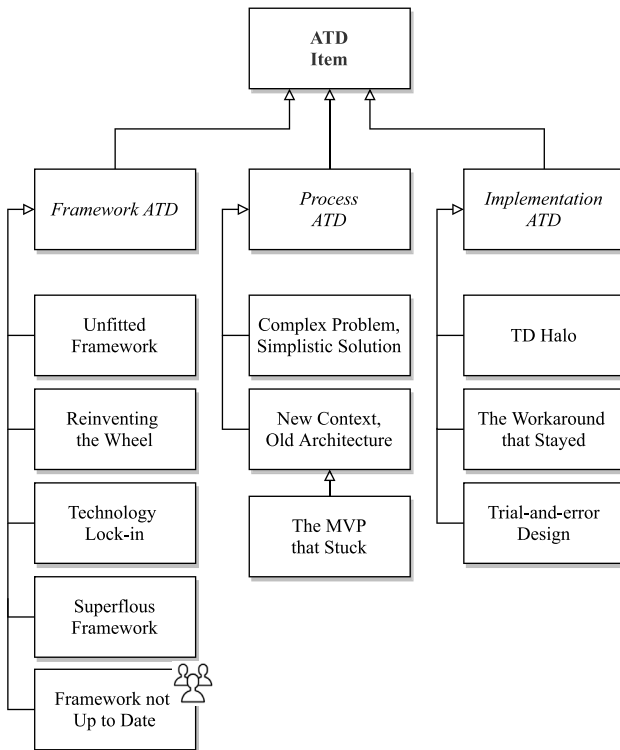 ATD
Item
Framework ATD
Process
ATD
Implementation
ATD
Unfitted
Framework
Complex Problem,
Simplistic Solution
TD Halo
Reinventing
the Wheel
New Context,
Old Architecture
The Workaround
that Stayed
Technology
Lock-in
The MVP
that Stuck
Trial-and-error
Design
Superflous
Framework
Framework not
Up to Date